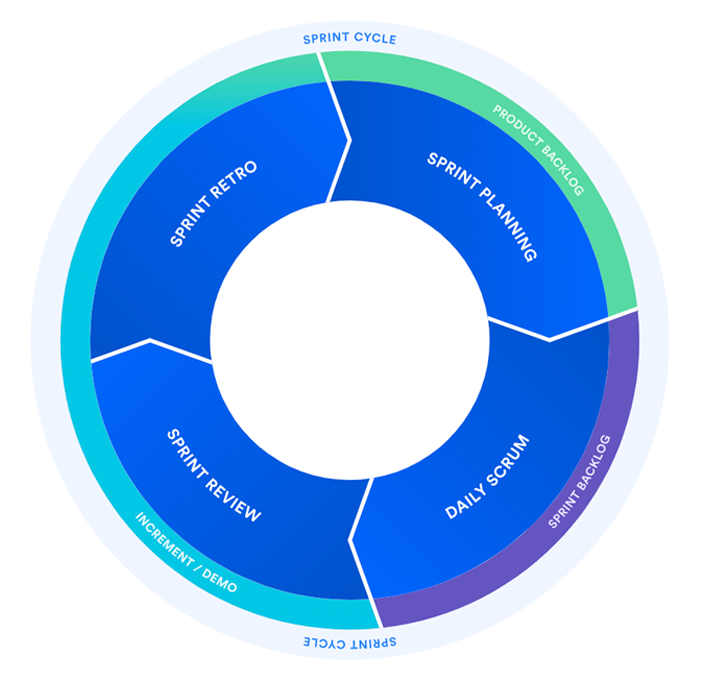 SPRINT CYCLE
PRODUCT BACKLOG
SPRINT PLANNING
SPRINT RETRO
DAILY SCRUM
SPRINT BACKLOG
SPRINT REVIEW
INCREMENT / DEMO
SPRINT CYCLE